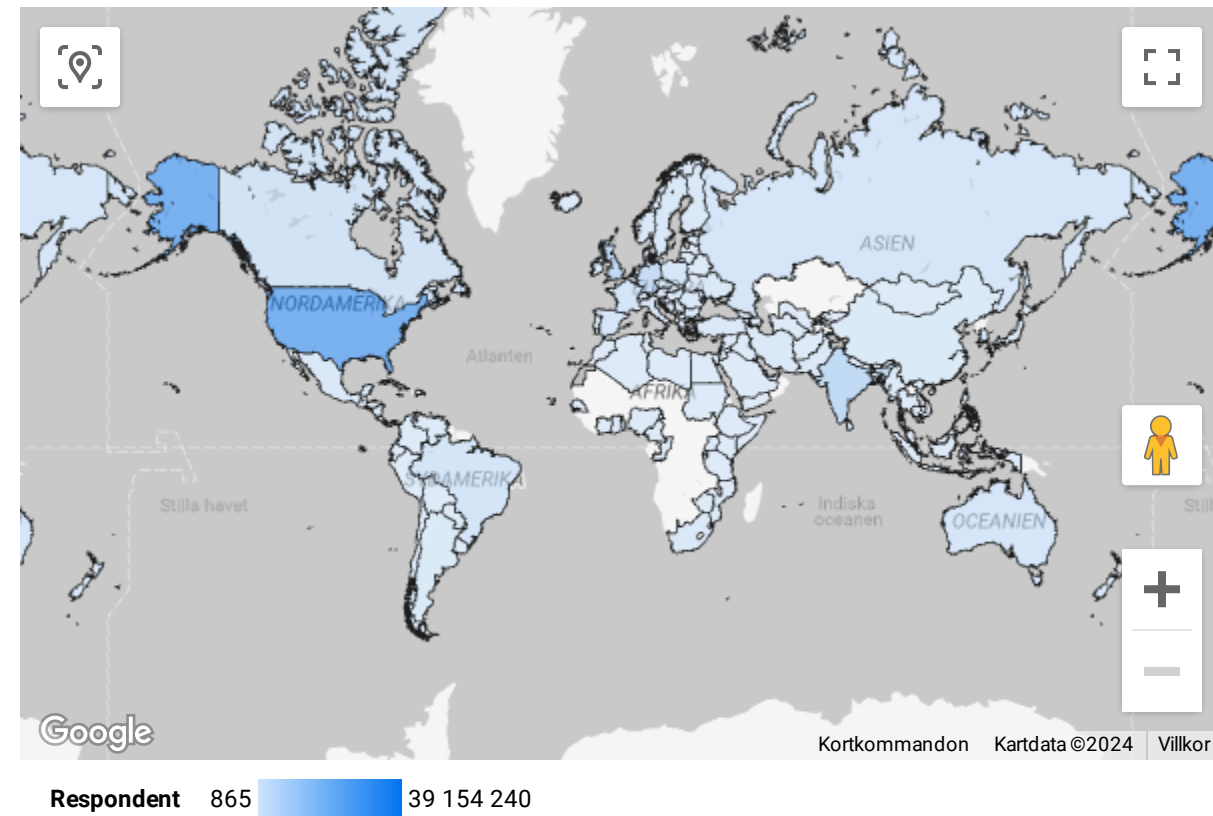 ASIEN
NORDAMERIKA
Atlanten
AFRIKA
SYDAMERIKA
Stilla havet
Indiska
oceanen
OCEANIEN
Stil
Google
Kortkommandon Kartdata ©2024 Villkor
Respondent 865 39 154 240